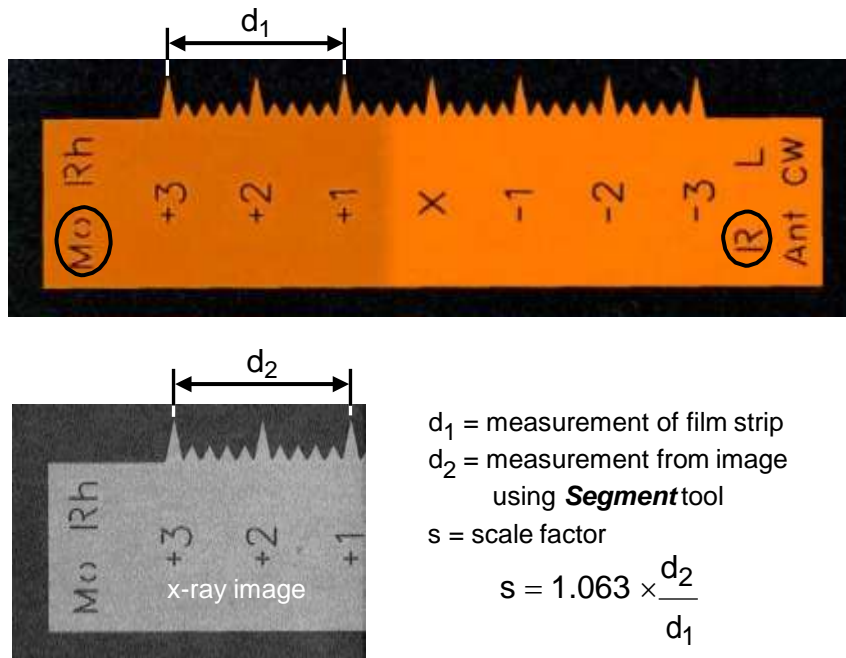 d1
Mo Rh
+3
+2
+1
X
-1
-2
-3
R L
Ant CW
d2
Mo Rh
+3
+2
+1
x-ray image
d1 = measurement of film strip
d2 = measurement from image
using Segment tool
s = scale factor
s = 1.063 × d2
d1